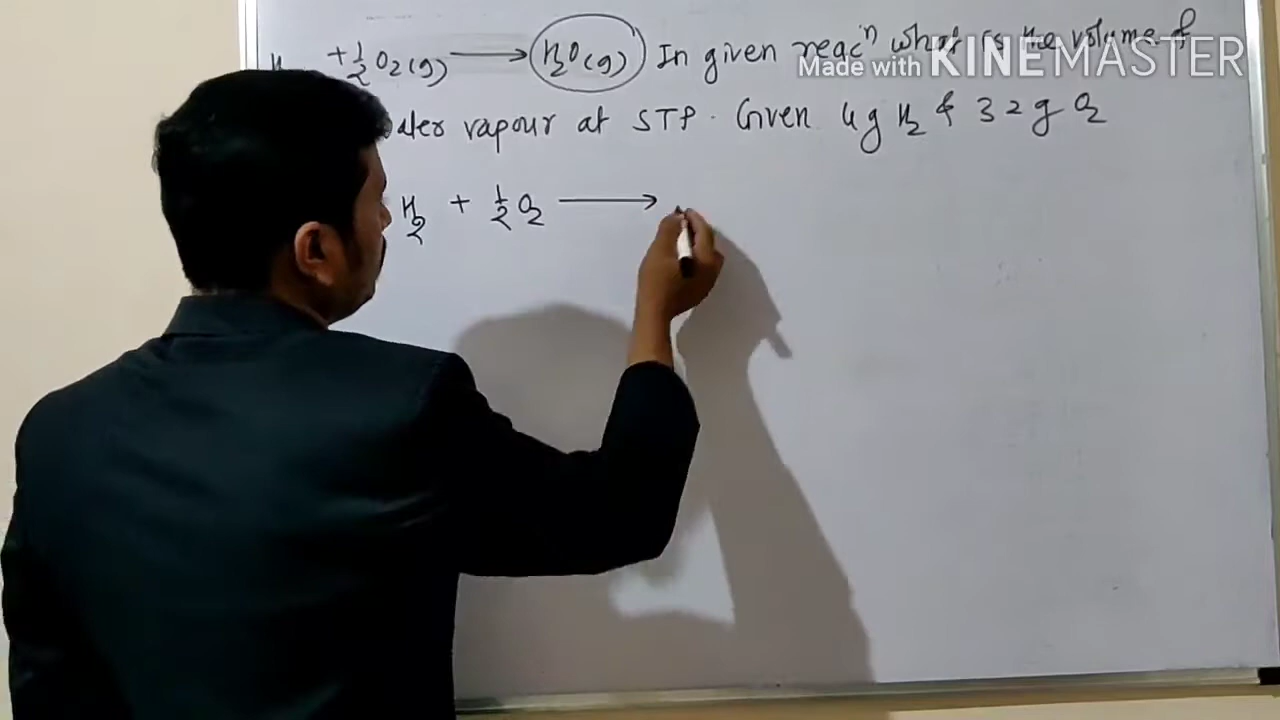 + ½ O₂(g) ⟶ H₂O(g) In given reacⁿ what is the volume of
vapour at STP. Given 4g H₂ & 32g O₂
H₂ + ½ O₂ ⟶
Made with KINEMASTER